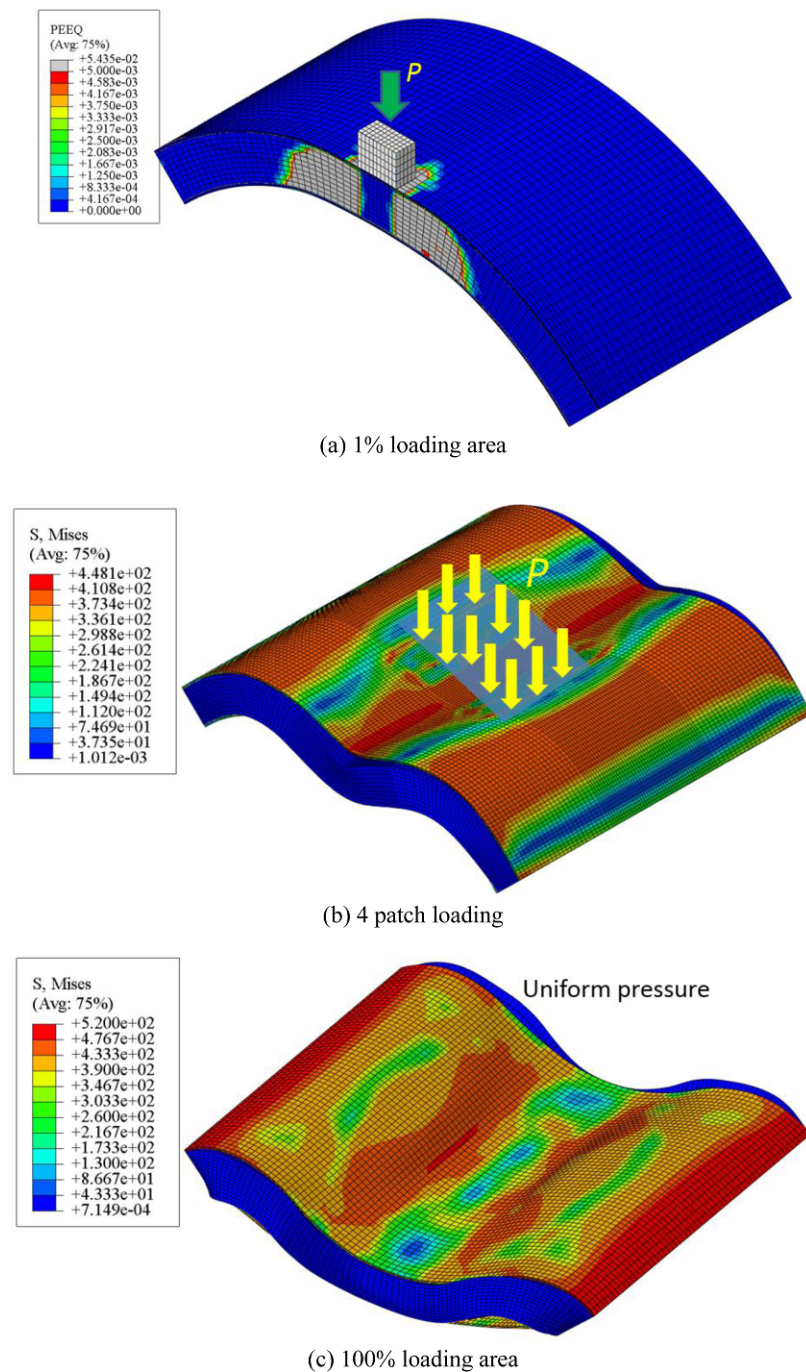 PEEQ
(Avg: 75%)
+5.435e-02
+5.000e-03
+4.583e-03
+4.167e-03
+3.750e-03
+3.333e-03
+2.917e-03
+2.500e-03
+2.083e-03
+1.667e-03
+1.250e-03
+8.333e-04
+4.167e-04
+0.000e+00
P
(a) 1% loading area
S, Mises
(Avg: 75%)
+4.481e+02
+4.108e+02
+3.734e+02
+3.361e+02
+2.988e+02
+2.614e+02
+2.241e+02
+1.867e+02
+1.494e+02
+1.120e+02
+7.469e+01
+3.735e+01
+1.012e-03
P
(b) 4 patch loading
S, Mises
(Avg: 75%)
+5.200e+02
+4.767e+02
+4.333e+02
+3.900e+02
+3.467e+02
+3.033e+02
+2.600e+02
+2.167e+02
+1.733e+02
+1.300e+02
+8.667e+01
+4.333e+01
+7.149e-04
Uniform pressure
(c) 100% loading area